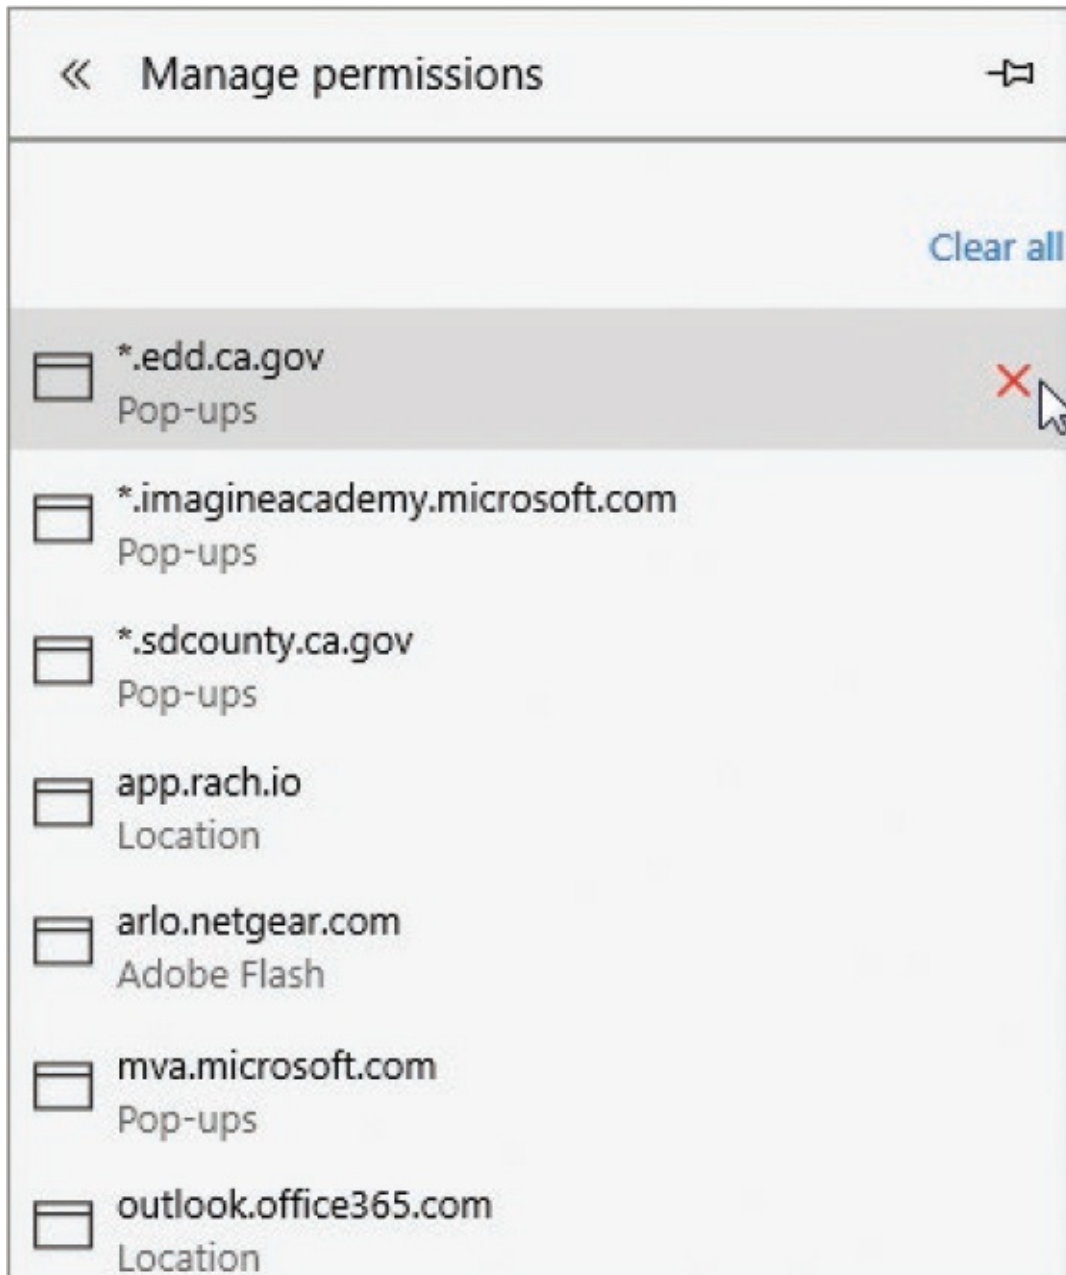 « Manage permissions
Clear all
*.edd.ca.gov
Pop-ups
*.imagineacademy.microsoft.com
Pop-ups
*.sdcounty.ca.gov
Pop-ups
app.rach.io
Location
arlo.netgear.com
Adobe Flash
mva.microsoft.com
Pop-ups
outlook.office365.com
Location